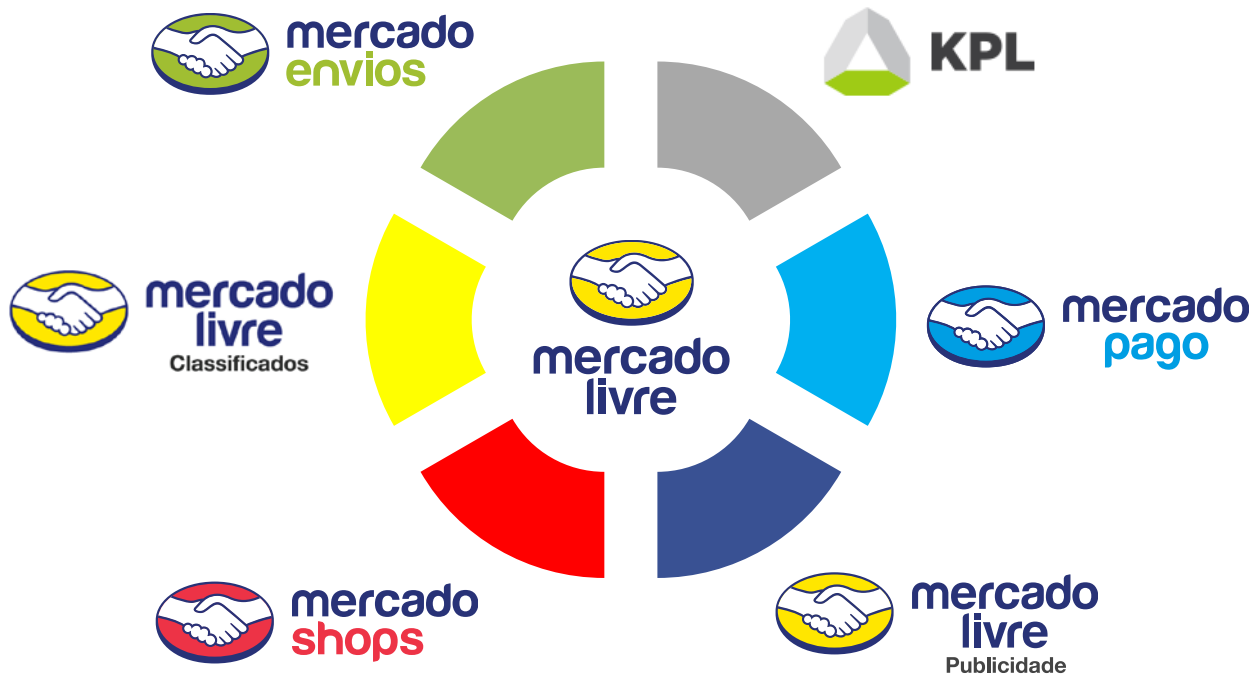 mercado
envios
KPL
mercado
livre
Classificados
mercado
livre
mercado
pago
mercado
shops
mercado
livre
Publicidade